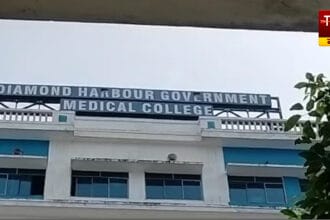 DIAMOND HARBOUR GOVERNMENT
MEDICAL COLLEGE